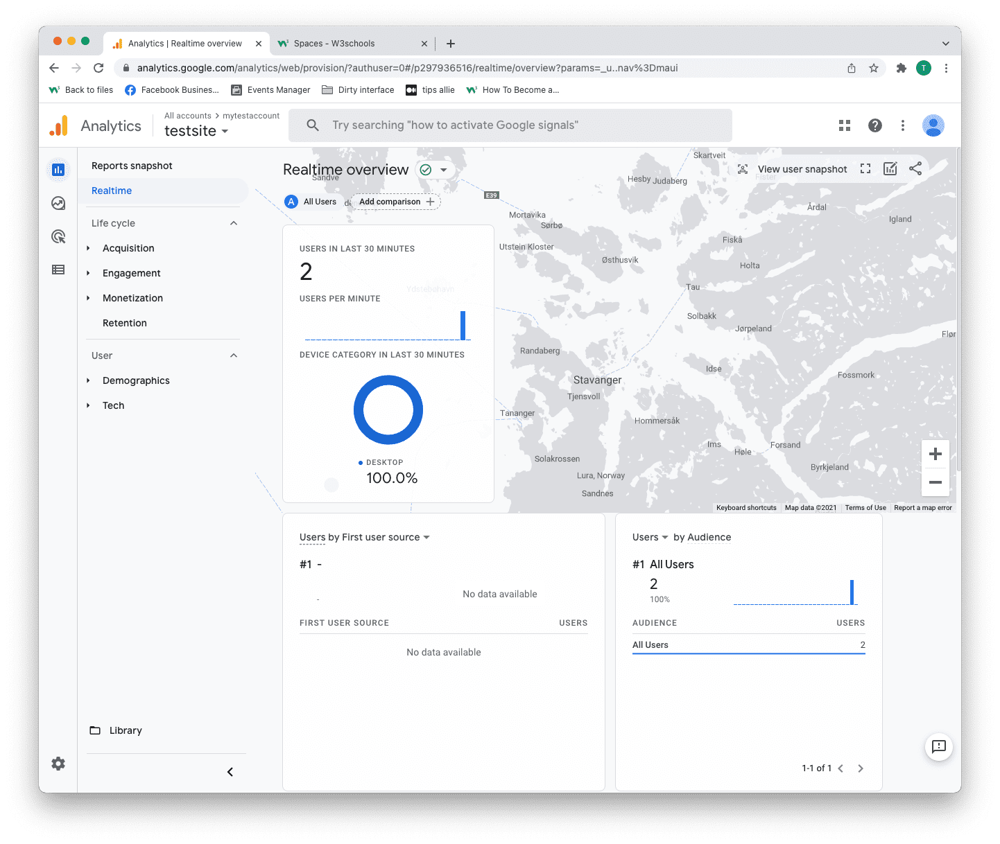 Analytics | Realtime overview
Spaces - W3schools
analytics.google.com/analytics/web/provision/?authuser=0#/p297936516/realtime/overview?params=_u..nav%3Dmaui
T
Back to files
Facebook Busines...
Events Manager
Dirty interface
tips allie
How To Become a...
Analytics
All accounts > mytestaccount
testsite
Try searching "how to activate Google signals"
Reports snapshot
Realtime
Life cycle
Acquisition
Engagement
Monetization
Retention
User
Demographics
Tech
Library
Realtime overview
View user snapshot
A All Users
Add comparison +
USERS IN LAST 30 MINUTES
2
USERS PER MINUTE
DEVICE CATEGORY IN LAST 30 MINUTES
DESKTOP
100.0%
Skartveit
Sandve
Hesby
Judaberg
Fister
E39
Mortavika
Sørbø
Årdal
Igland
Utstein Kloster
Fiskå
Østhusvik
Holta
Ydstebøhavn
Tau
Solbakk
Jørpeland
Flør
Randaberg
Idse
Fossmork
Stavanger
Tjensvoll
Tananger
Hommersåk
Ims
Høle
Forsand
Solakrossen
Byrkjeland
Lura, Norway
Sandnes
Keyboard shortcuts
Map data ©2021
Terms of Use
Report a map error
Users by First user source
#1 -
-
No data available
FIRST USER SOURCE USERS
No data available
Users by Audience
#1 All Users
2
100%
AUDIENCE USERS
All Users 2
1-1 of 1